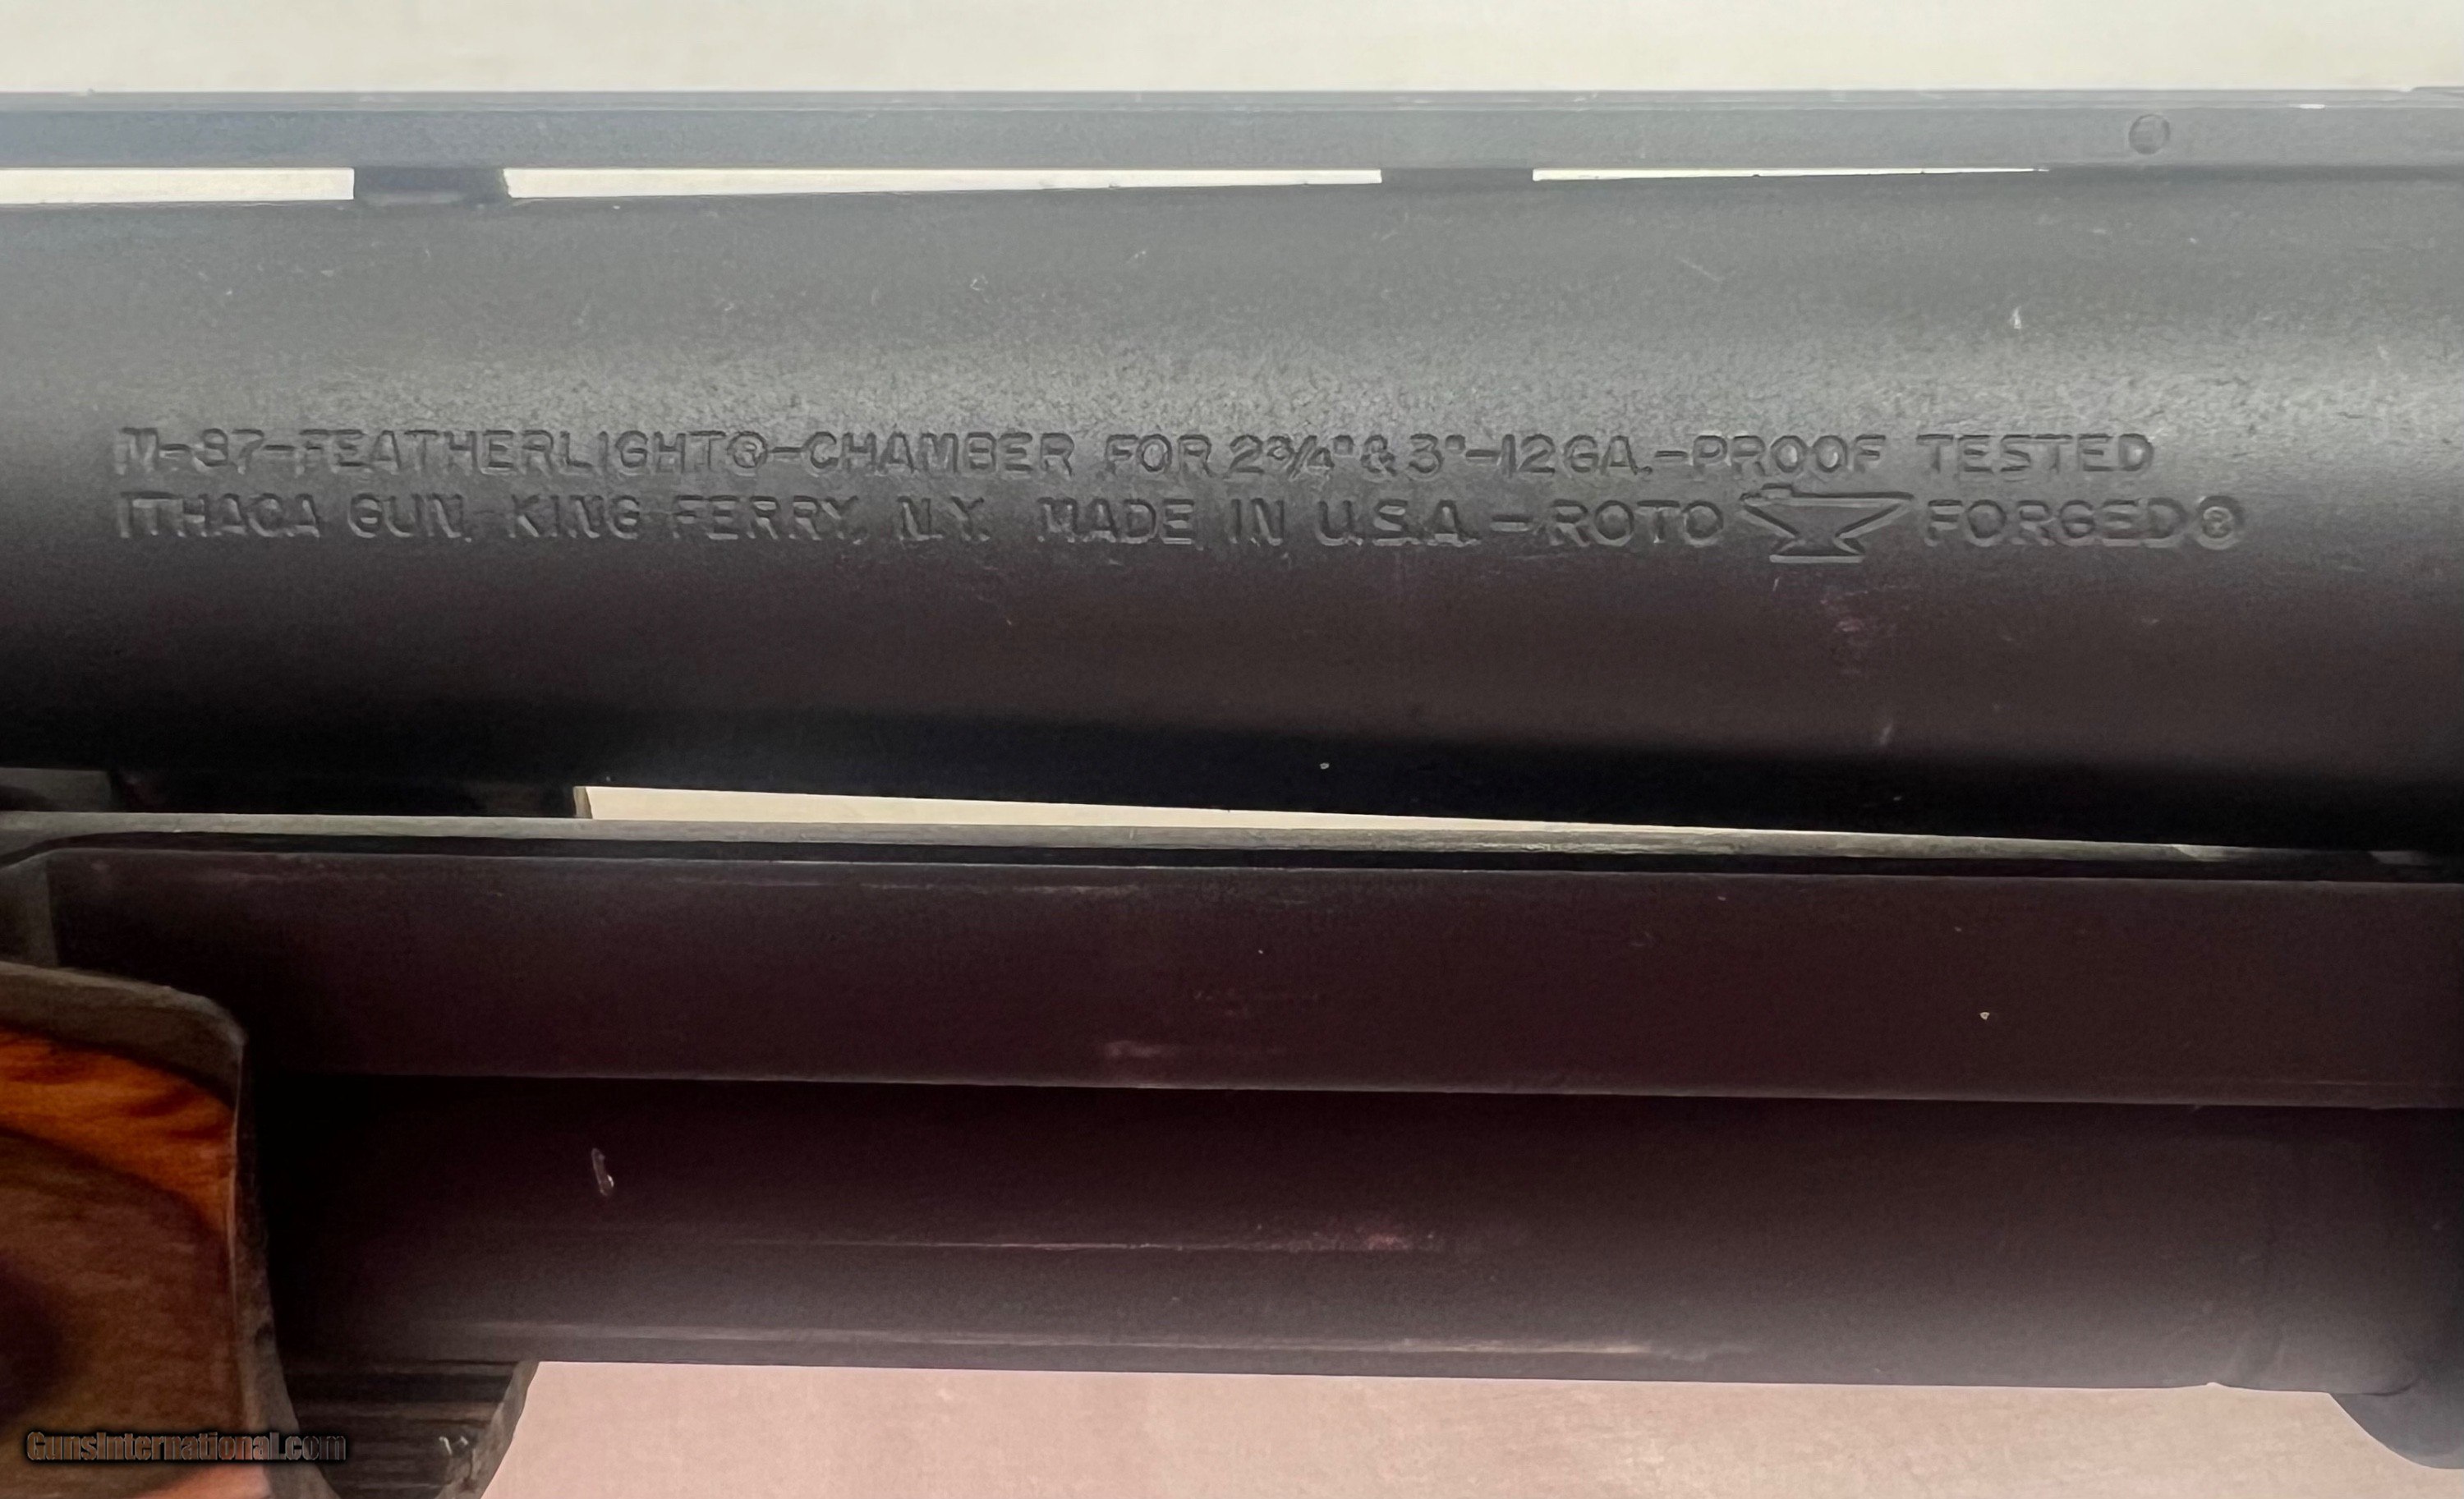 M-87-FEATHERLIGHT®-CHAMBER FOR 2¾"&3"-12GA.-PROOF TESTED
ITHACA GUN, KING FERRY, N.Y. MADE IN U.S.A.-ROTO FORGED®
GunsInternational.com